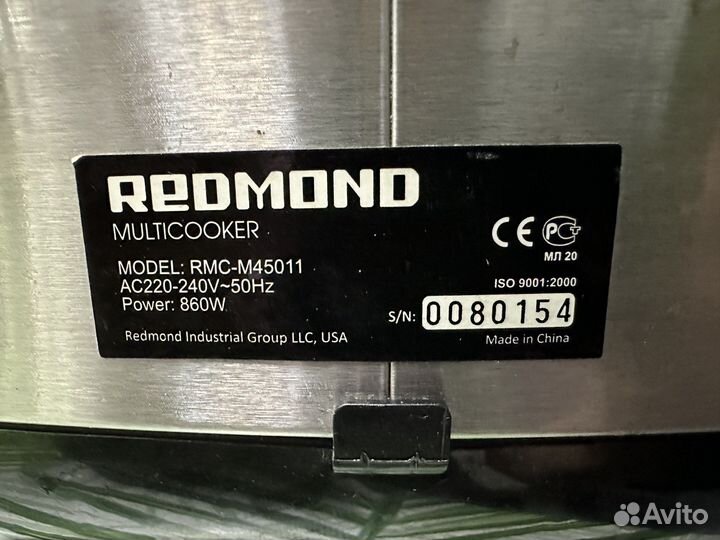 REDMOND
MULTICOOKER
MODEL: RMC-M45011
AC220-240V~50Hz
Power: 860W
Redmond Industrial Group LLC, USA
CE РСТ
МЛ 20
ISO 9001:2000
S/N: 0080154
Made in China
Avito